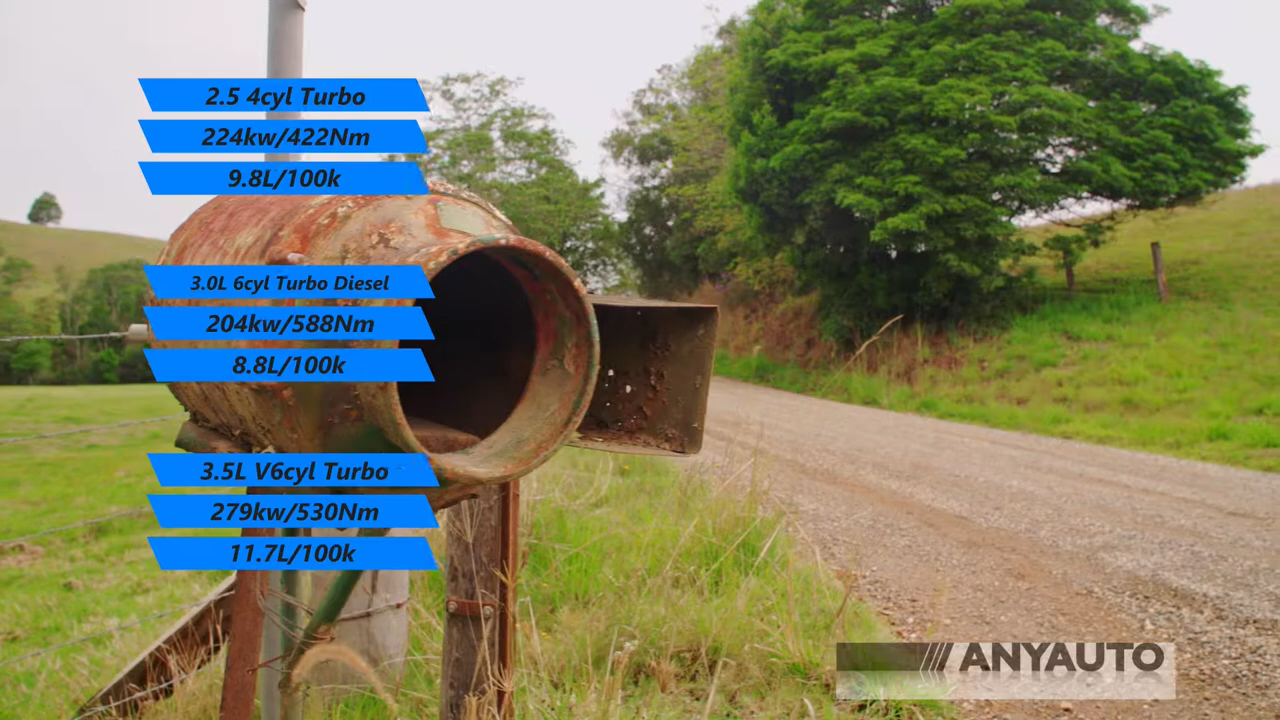 2.5 4cyl Turbo
224kw/422Nm
9.8L/100k
3.0L 6cyl Turbo Diesel
204kw/588Nm
8.8L/100k
3.5L V6cyl Turbo
279kw/530Nm
11.7L/100k
ANYAUTO